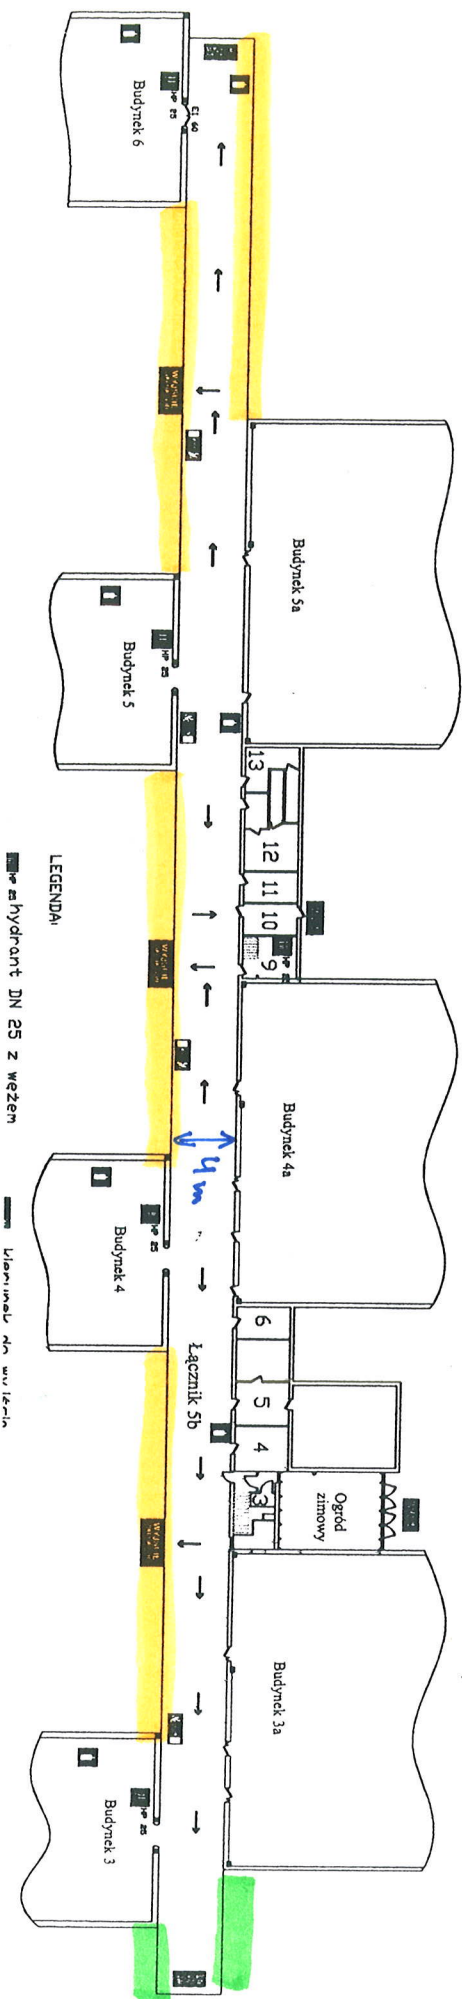 Budynek 6
HP 25
EI 60
WYJŚCIE
Budynek 5a
Budynek 5
HP 25
13
12
11
10
9
HP 25
WYJŚCIE
Budynek 4a
4 m
Budynek 4
HP 25
6
5
4
3
Łącznik 5b
Ogród
zimowy
WYJŚCIE
Budynek 3a
Budynek 3
HP 25
LEGENDA:
HP 25 hydrant DN 25 z wężem